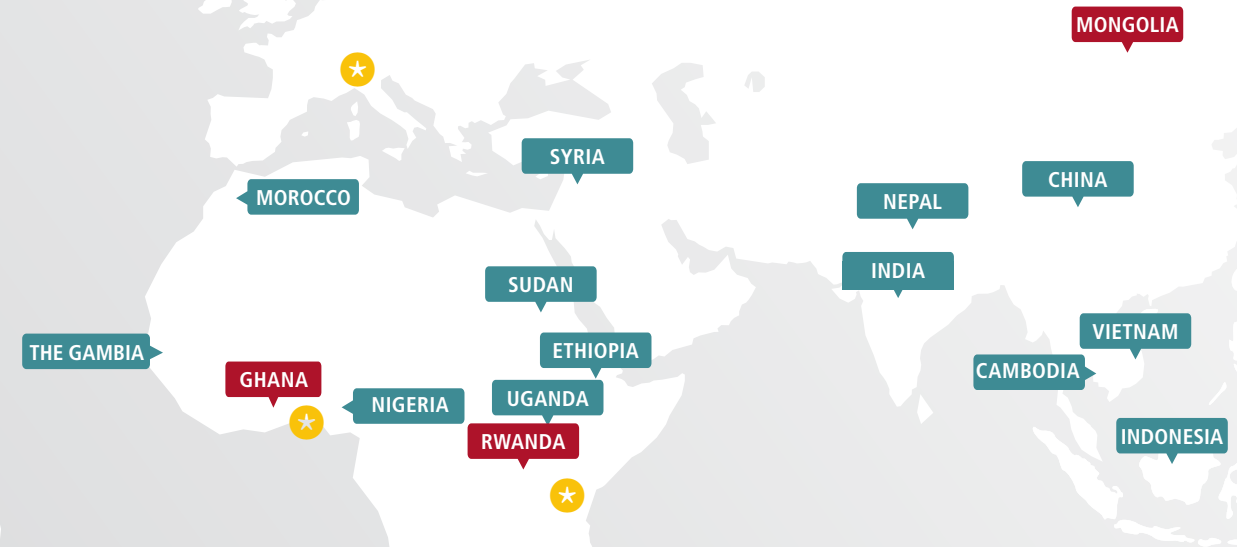 MONGOLIA
SYRIA
CHINA
MOROCCO
NEPAL
INDIA
SUDAN
VIETNAM
THE GAMBIA
ETHIOPIA
CAMBODIA
GHANA
UGANDA
NIGERIA
RWANDA
INDONESIA